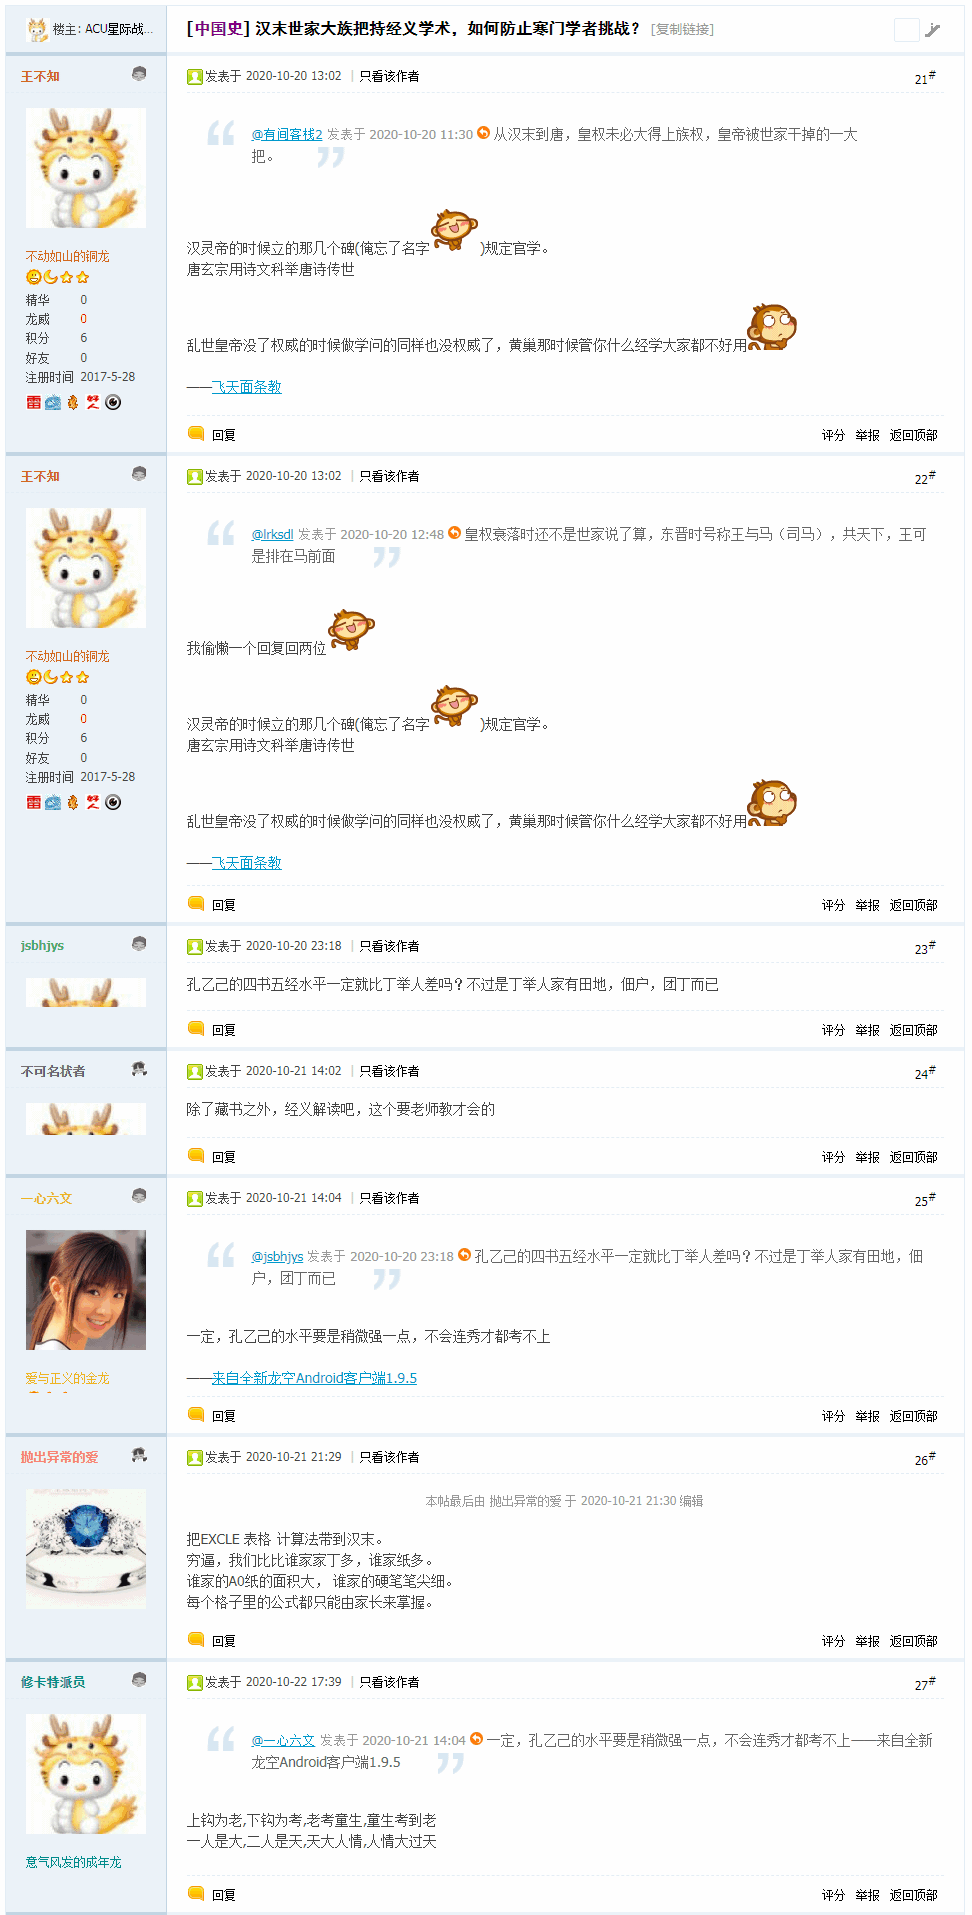 楼主: ACU星际战...
[中国史] 汉末世家大族把持经义学术，如何防止寒门学者挑战？ [复制链接]
王不知
发表于 2020-10-20 13:02 | 只看该作者
21#
@有间客栈2 发表于 2020-10-20 11:30 从汉末到唐，皇权未必大得上族权，皇帝被世家干掉的一大
把。
汉灵帝的时候立的那几个碑(俺忘了名字 )规定官学。
唐玄宗用诗文科举唐诗传世
乱世皇帝没了权威的时候做学问的同样也没权威了，黄巢那时候管你什么经学大家都不好用
——飞天面条教
不动如山的铜龙
精华 0
龙威 0
积分 6
好友 0
注册时间 2017-5-28
回复
评分 举报 返回顶部
王不知
发表于 2020-10-20 13:02 | 只看该作者
22#
@lrksdl 发表于 2020-10-20 12:48 皇权衰落时还不是世家说了算，东晋时号称王与马（司马），共天下，王可
是排在马前面
我偷懒一个回复回两位
汉灵帝的时候立的那几个碑(俺忘了名字 )规定官学。
唐玄宗用诗文科举唐诗传世
乱世皇帝没了权威的时候做学问的同样也没权威了，黄巢那时候管你什么经学大家都不好用
——飞天面条教
不动如山的铜龙
精华 0
龙威 0
积分 6
好友 0
注册时间 2017-5-28
回复
评分 举报 返回顶部
jsbhjys
发表于 2020-10-20 23:18 | 只看该作者
23#
孔乙己的四书五经水平一定就比丁举人差吗？不过是丁举人家有田地，佃户，团丁而已
回复
评分 举报 返回顶部
不可名状者
发表于 2020-10-21 14:02 | 只看该作者
24#
除了藏书之外，经义解读吧，这个要老师教才会的
回复
评分 举报 返回顶部
一心六文
发表于 2020-10-21 14:04 | 只看该作者
25#
@jsbhjys 发表于 2020-10-20 23:18 孔乙己的四书五经水平一定就比丁举人差吗？不过是丁举人家有田地，佃
户，团丁而已
一定，孔乙己的水平要是稍微强一点，不会连秀才都考不上
——来自全新龙空Android客户端1.9.5
爱与正义的金龙
回复
评分 举报 返回顶部
抛出异常的爱
发表于 2020-10-21 21:29 | 只看该作者
26#
本帖最后由 抛出异常的爱 于 2020-10-21 21:30 编辑
把EXCLE 表格 计算法带到汉末。
穷逼，我们比比谁家家丁多，谁家纸多。
谁家的A0纸的面积大， 谁家的硬笔笔尖细。
每个格子里的公式都只能由家长来掌握。
回复
评分 举报 返回顶部
修卡特派员
发表于 2020-10-22 17:39 | 只看该作者
27#
@一心六文 发表于 2020-10-21 14:04 一定，孔乙己的水平要是稍微强一点，不会连秀才都考不上——来自全新
龙空Android客户端1.9.5
上钩为老,下钩为考,老考童生,童生考到老
一人是大,二人是天,天大人情,人情大过天
意气风发的成年龙
回复
评分 举报 返回顶部